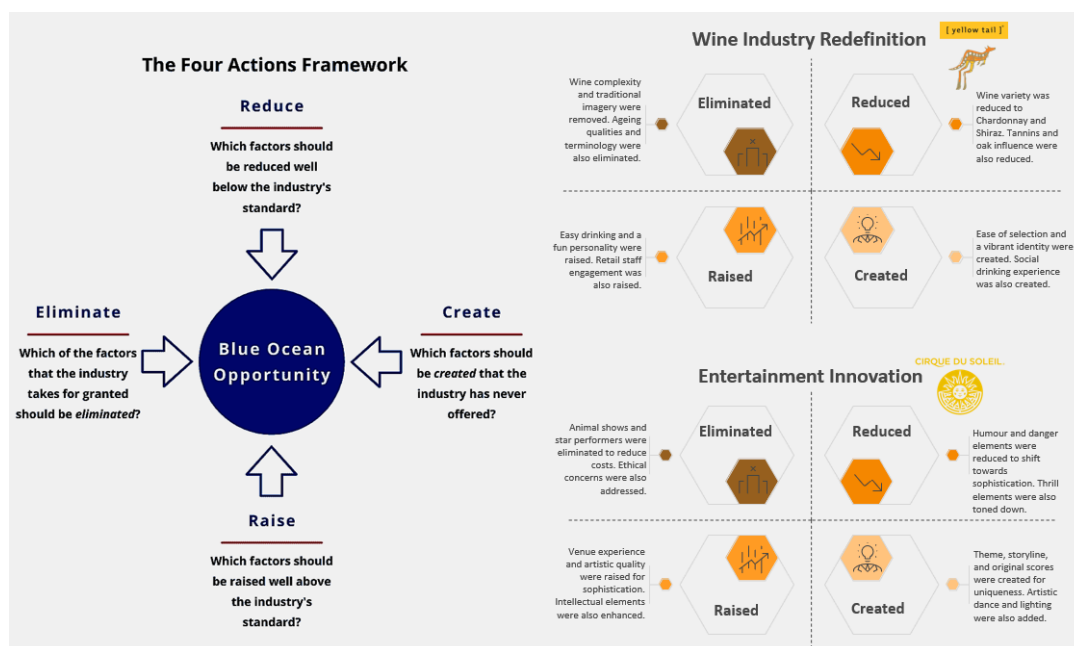 The Four Actions Framework
Reduce
Which factors should
be reduced well
below the industry's
standard?
Eliminate
Which of the factors
that the industry
takes for granted
should be eliminated?
Blue Ocean
Opportunity
Create
Which factors should
be created that the
industry has never
offered?
Raise
Which factors should
be raised well above
the industry's
standard?
Wine Industry Redefinition
[ yellow tail ]
Wine complexity
and traditional
imagery were
removed. Ageing
qualities and
terminology were
also eliminated.
Eliminated
Reduced
Wine variety was
reduced to
Chardonnay and
Shiraz. Tannins and
oak influence were
also reduced.
Easy drinking and a
fun personality were
raised. Retail staff
engagement was
also raised.
Raised
Created
Ease of selection and
a vibrant identity were
created. Social
drinking experience
was also created.
Entertainment Innovation
CIRQUE DU SOLEIL.
Animal shows and
star performers were
eliminated to reduce
costs. Ethical
concerns were also
addressed.
Eliminated
Reduced
Humour and danger
elements were
reduced to shift
towards
sophistication. Thrill
elements were also
toned down.
Venue experience
and artistic quality
were raised for
sophistication.
Intellectual elements
were also enhanced.
Raised
Created
Theme, storyline,
and original scores
were created for
uniqueness. Artistic
dance and lighting
were also added.